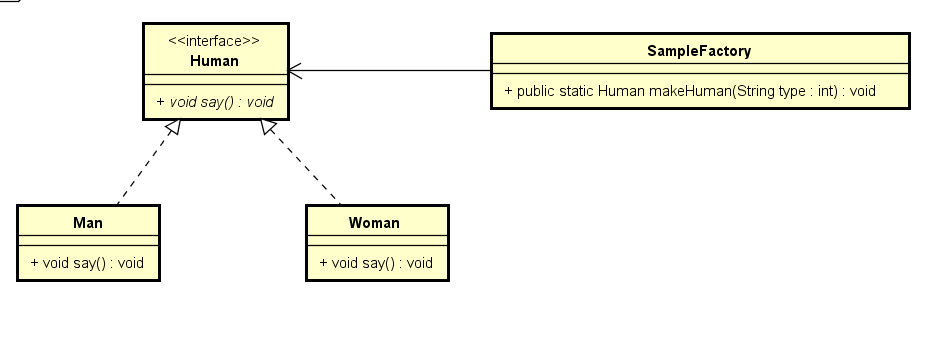 <<interface>>
Human
+ void say() : void
SampleFactory
+ public static Human makeHuman(String type : int) : void
Man
+ void say() : void
Woman
+ void say() : void